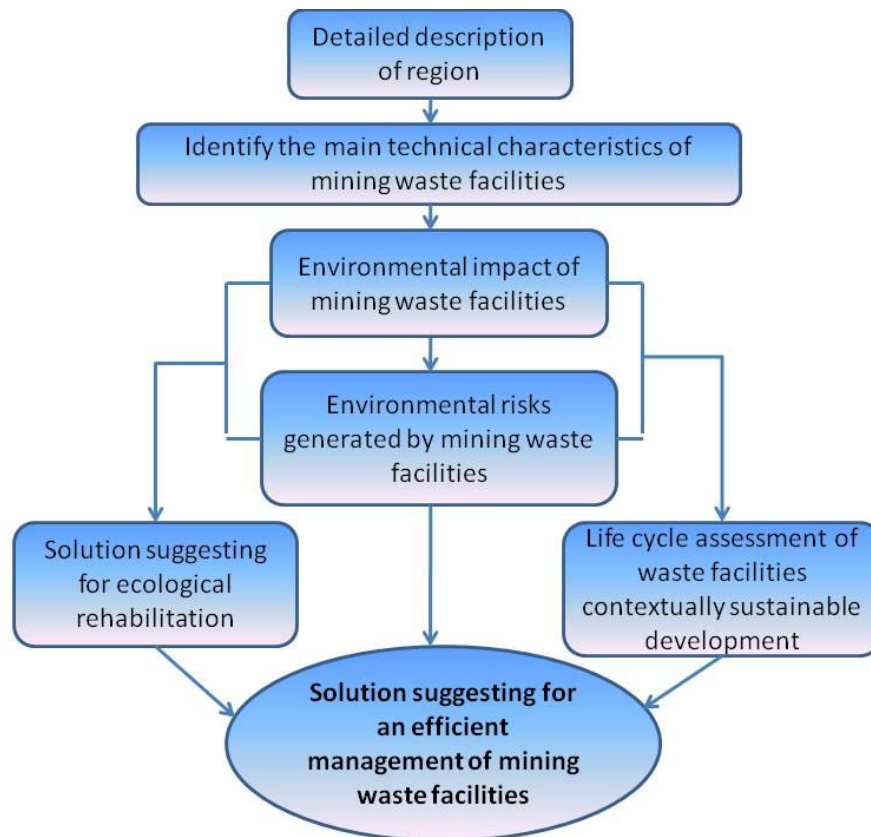 Detailed description
of region
Identify the main technical characteristics of
mining waste facilities
Environmental impact of
mining waste facilities
Environmental risks
generated by mining waste
facilities
Solution suggesting
for ecological
rehabilitation
Life cycle assessment of
waste facilities
contextually sustainable
development
Solution suggesting for
an efficient
management of mining
waste facilities